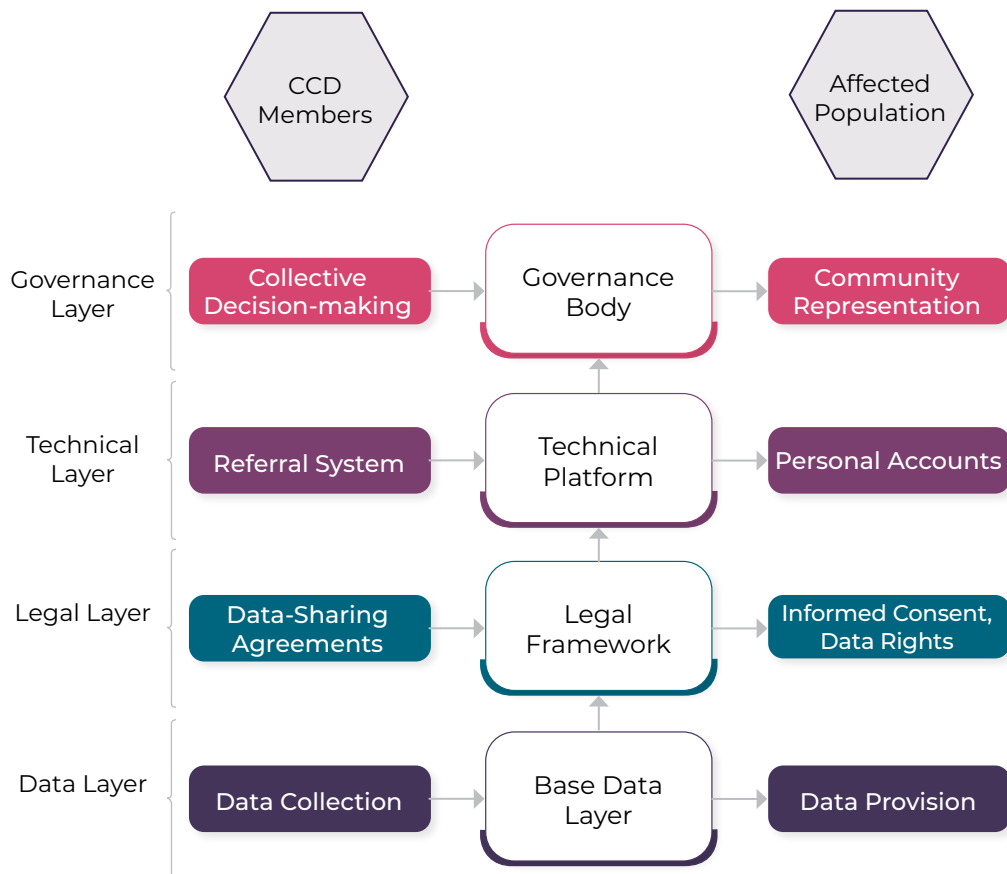 CCD
Members
Affected
Population
Governance
Layer
Collective
Decision-making
Governance
Body
Community
Representation
Technical
Layer
Referral System
Technical
Platform
Personal Accounts
Legal Layer
Data-Sharing
Agreements
Legal
Framework
Informed Consent,
Data Rights
Data Layer
Data Collection
Base Data
Layer
Data Provision